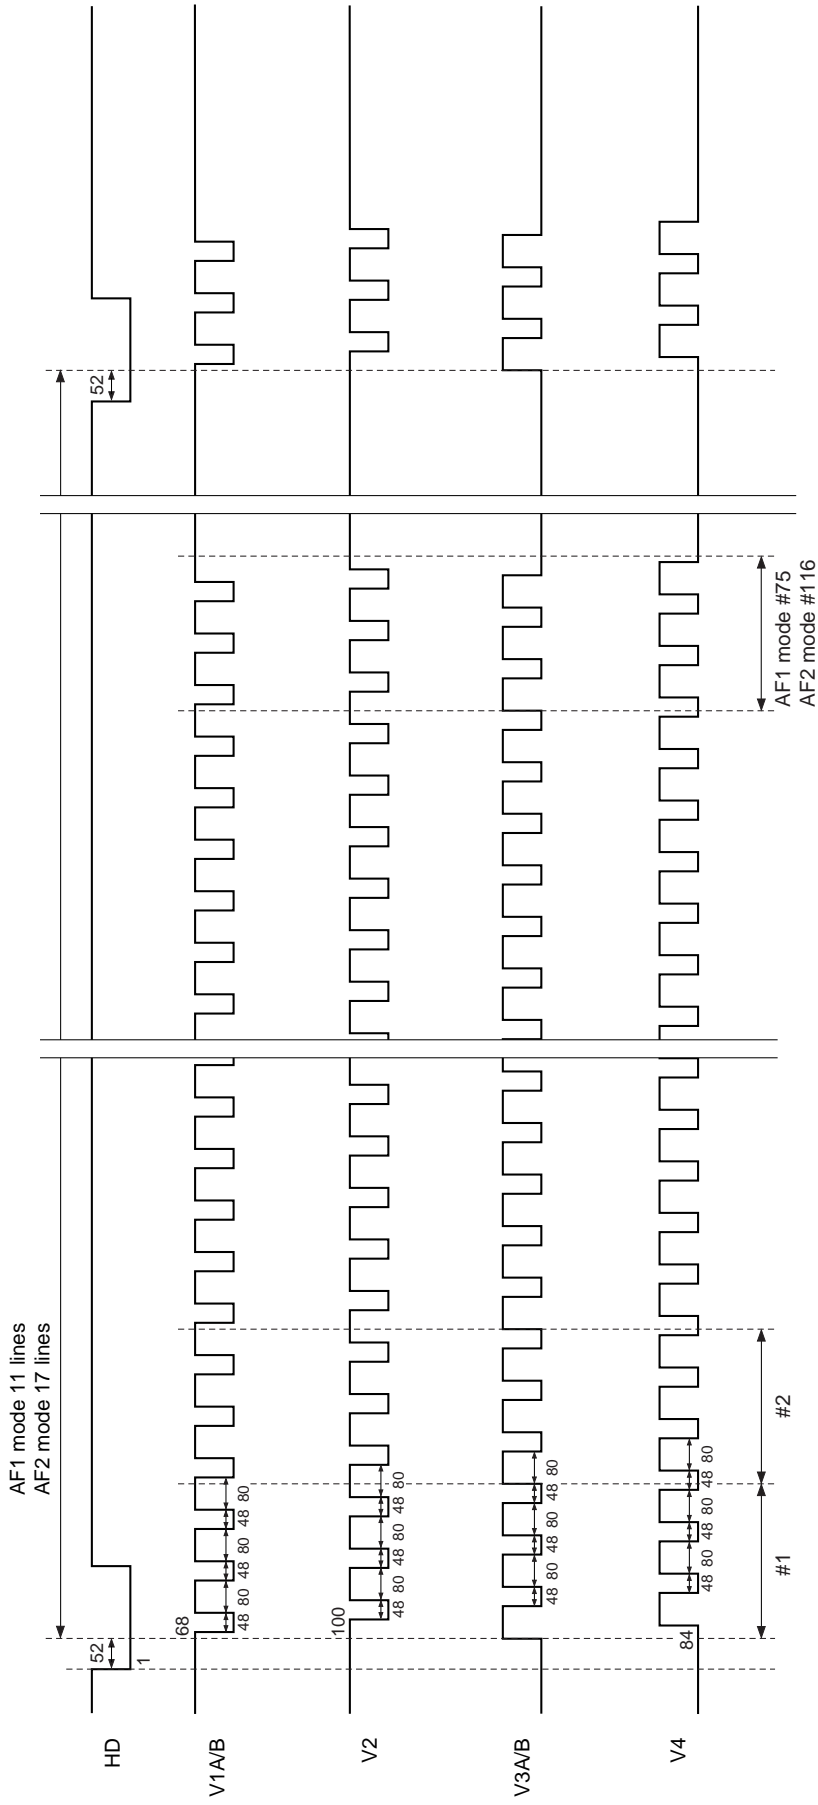 AF1 mode 11 lines
AF2 mode 17 lines
HD
52
52
1
V1A/B
68
48 80 48 80 48 80
V2
100
48 80 48 80 48 80
V3A/B
48 80 48 80 48 80
V4
84
48 80 48 80 48 80
#1
#2
AF1 mode #75
AF2 mode #116